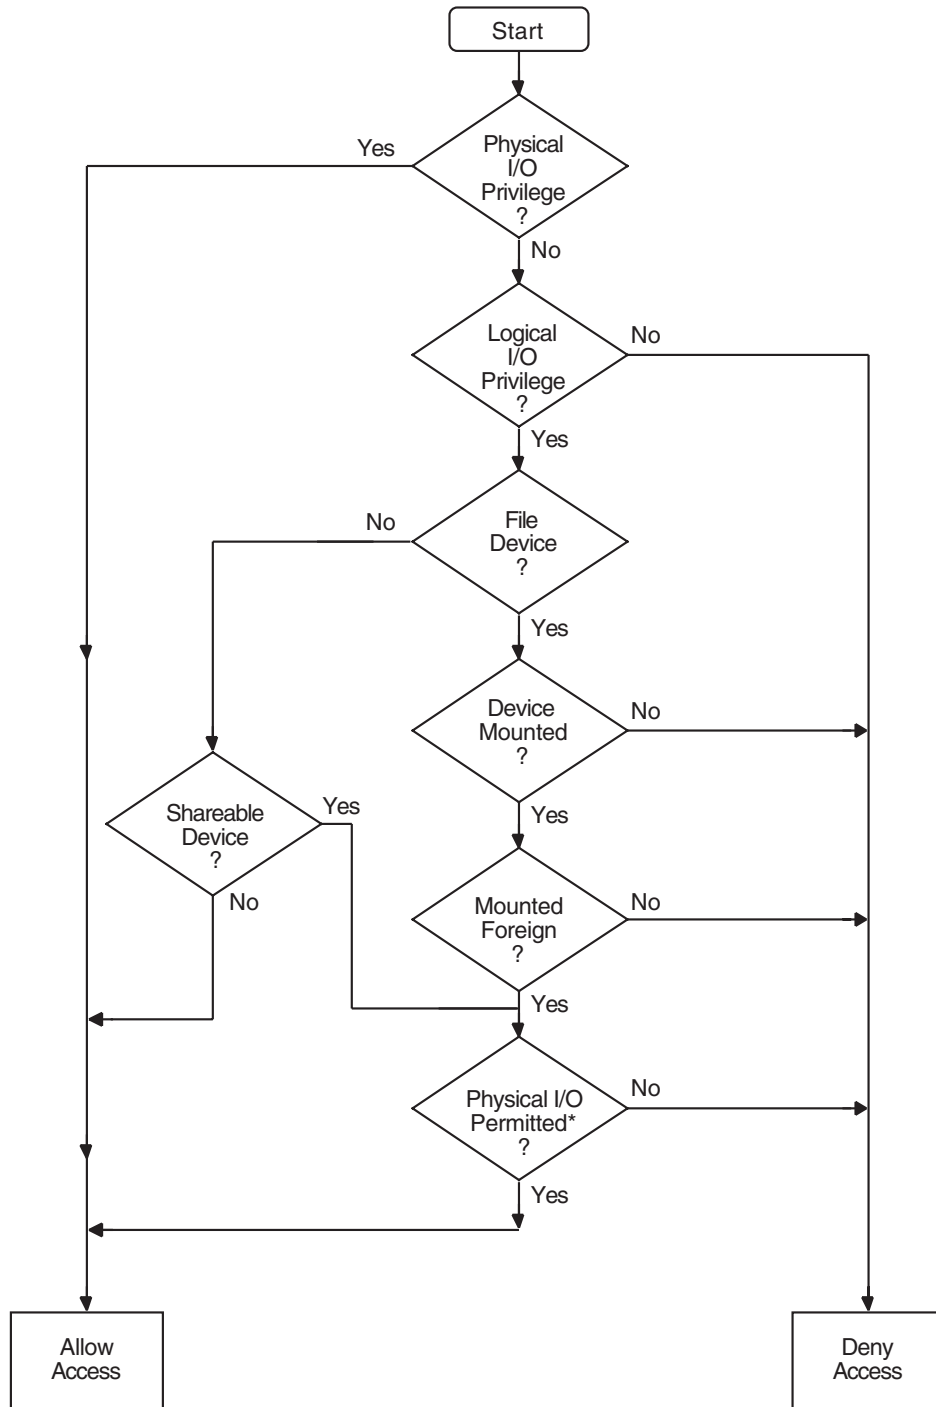 Start
Yes
Physical
I/O
Privilege
?
No
Logical
I/O
Privilege
?
No
Yes
No
File
Device
?
Yes
Device
Mounted
?
No
Yes
Shareable
Device
?
Yes
No
Mounted
Foreign
?
No
Yes
Physical I/O
Permitted*
?
No
Yes
Allow
Access
Deny
Access